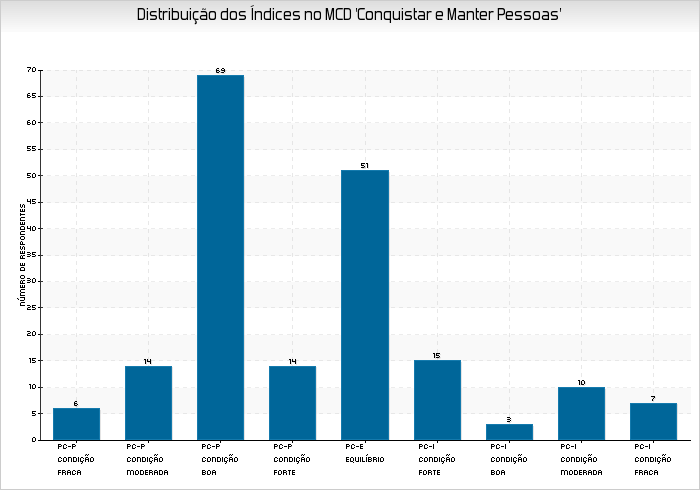 Distribuição dos Índices no MCD 'Conquistar e Manter Pessoas'
NÚMERO DE RESPONDENTES
70
65
60
55
50
45
40
35
30
25
20
15
10
5
0
6
14
69
14
51
15
3
10
7
PC-P
CONDIÇÃO
FRACA
PC-P
CONDIÇÃO
MODERADA
PC-P
CONDIÇÃO
BOA
PC-P
CONDIÇÃO
FORTE
PC-E
EQUILÍBRIO
PC-I
CONDIÇÃO
FORTE
PC-I
CONDIÇÃO
BOA
PC-I
CONDIÇÃO
MODERADA
PC-I
CONDIÇÃO
FRACA